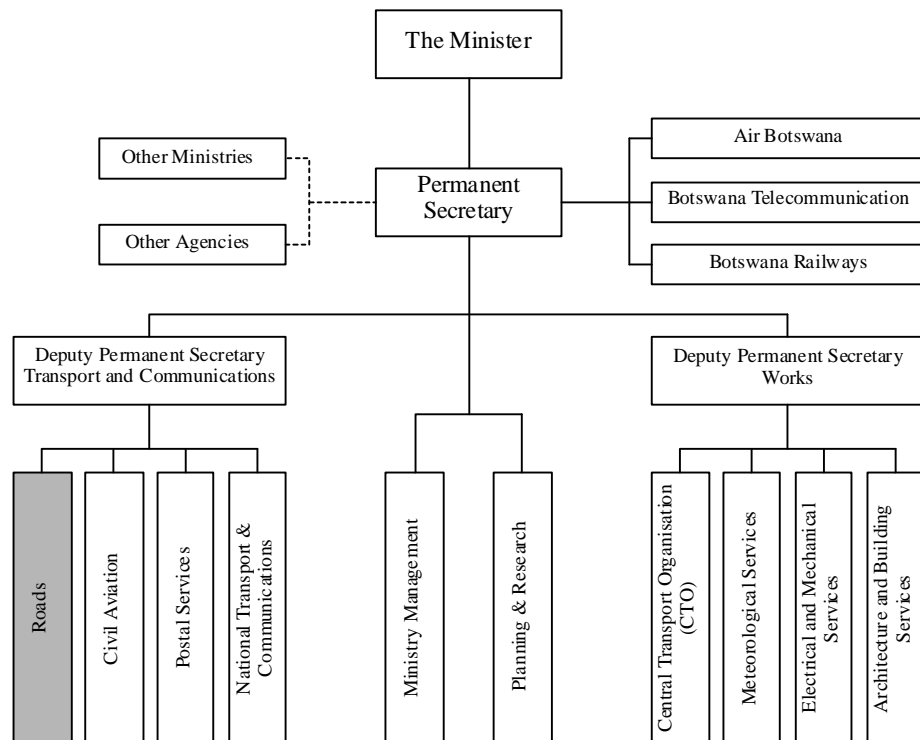 The Minister
Other Ministries
Other Agencies
Permanent
Secretary
Air Botswana
Botswana Telecommunication
Botswana Railways
Deputy Permanent Secretary
Transport and Communications
Deputy Permanent Secretary
Works
Roads
Civil Aviation
Postal Services
National Transport &
Communications
Ministry Management
Planning & Research
Central Transport Organisation
(CTO)
Meteorological Services
Electrical and Mechanical
Services
Architecture and Building
Services